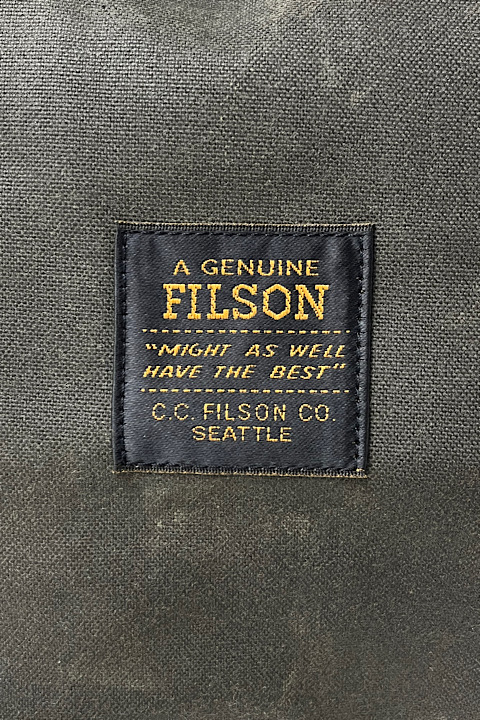 A GENUINE
FILSON
"MIGHT AS WELL
HAVE THE BEST"
C.C. FILSON CO.
SEATTLE